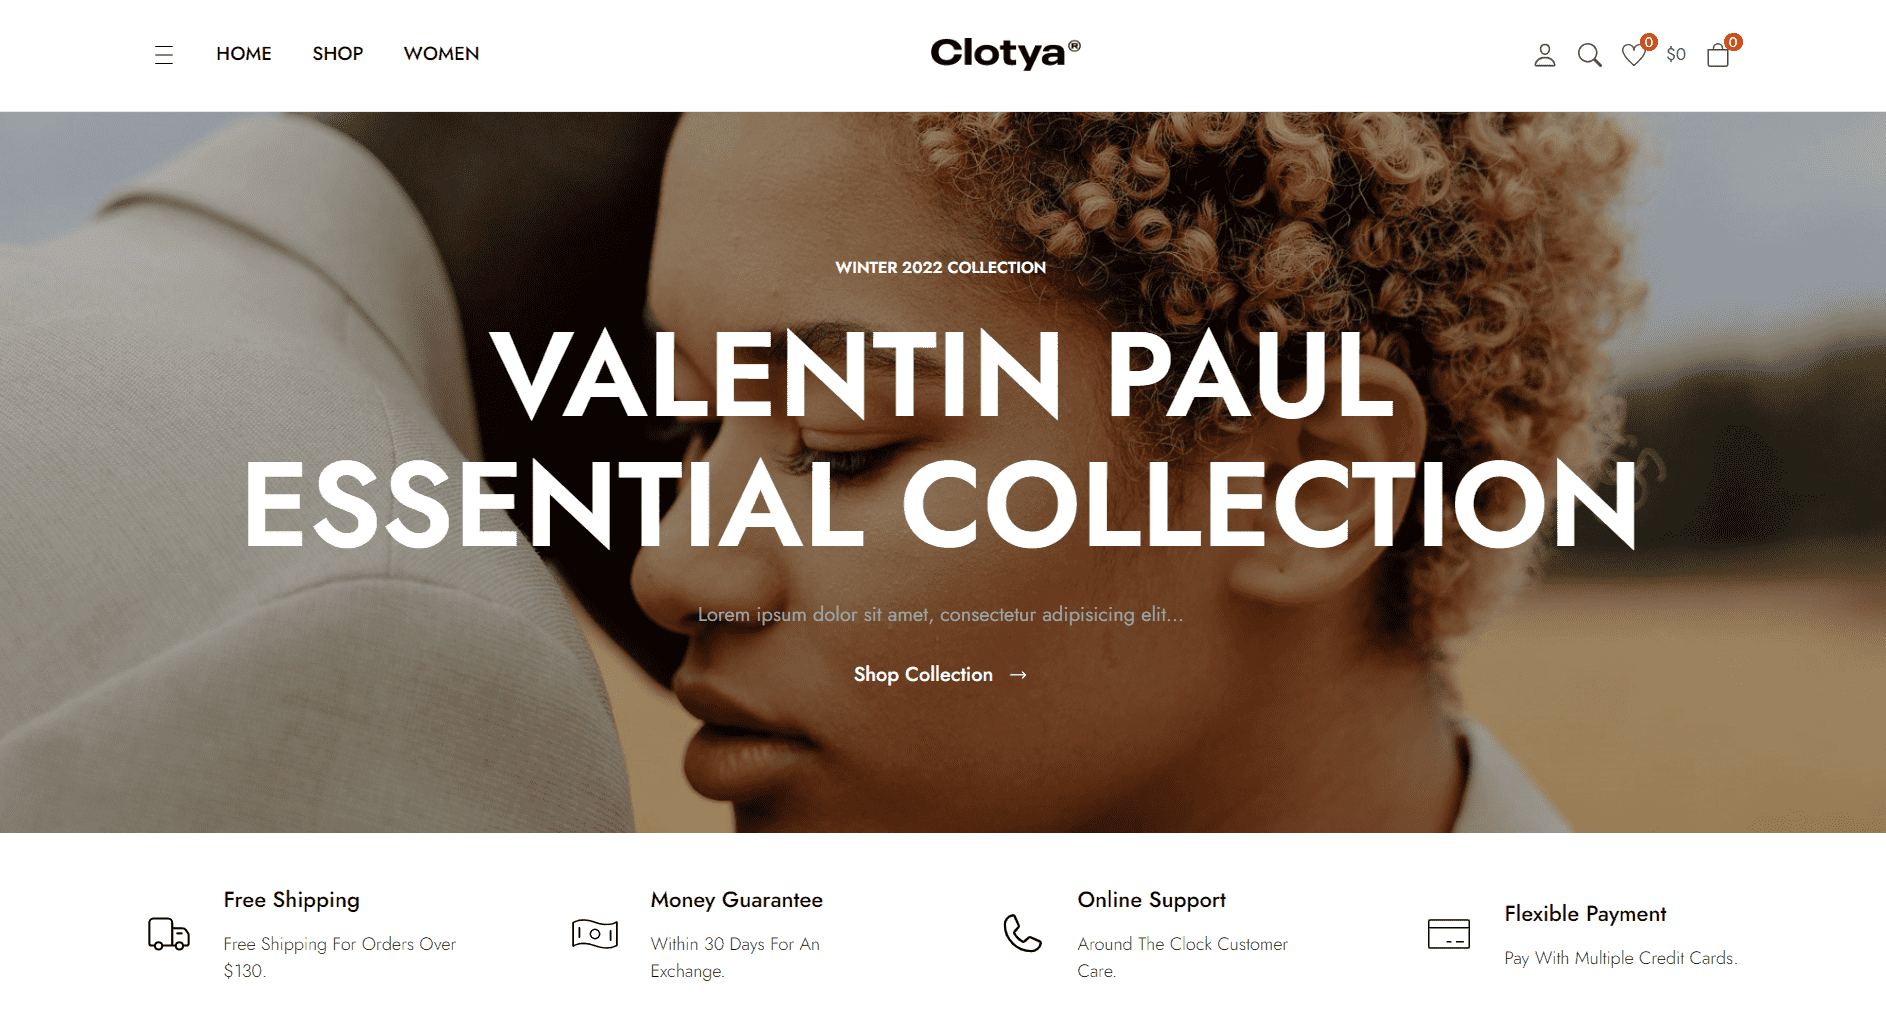 HOME SHOP WOMEN Clotya® 0 $0 0
WINTER 2022 COLLECTION
VALENTIN PAUL
ESSENTIAL COLLECTION
Lorem ipsum dolor sit amet, consectetur adipisicing elit...
Shop Collection →
Free Shipping
Free Shipping For Orders Over
$130.
Money Guarantee
Within 30 Days For An
Exchange.
Online Support
Around The Clock Customer
Care.
Flexible Payment
Pay With Multiple Credit Cards.